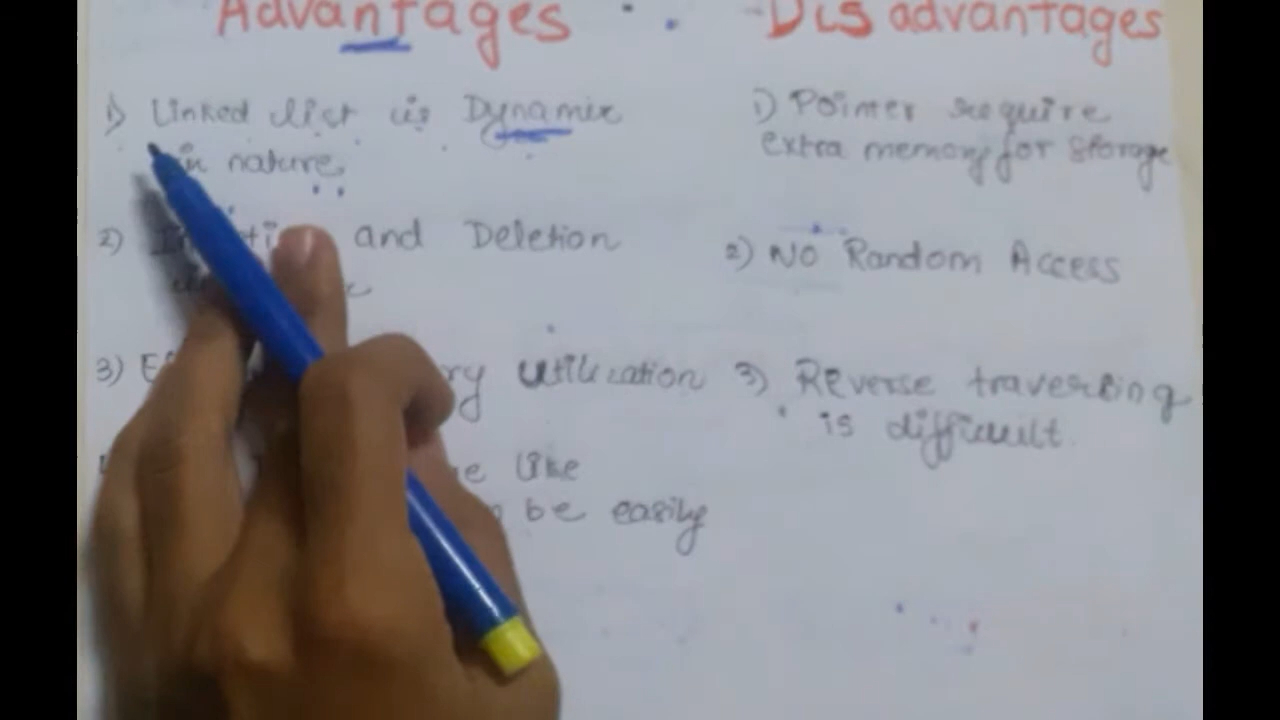 Advantages
1) Linked list is Dynamic
in nature.
2) and Deletion
3) utilization
like
be easily
Disadvantages
1) Pointer require
extra memory for storage
2) No Random Access
3) Reverse traversing
is difficult.